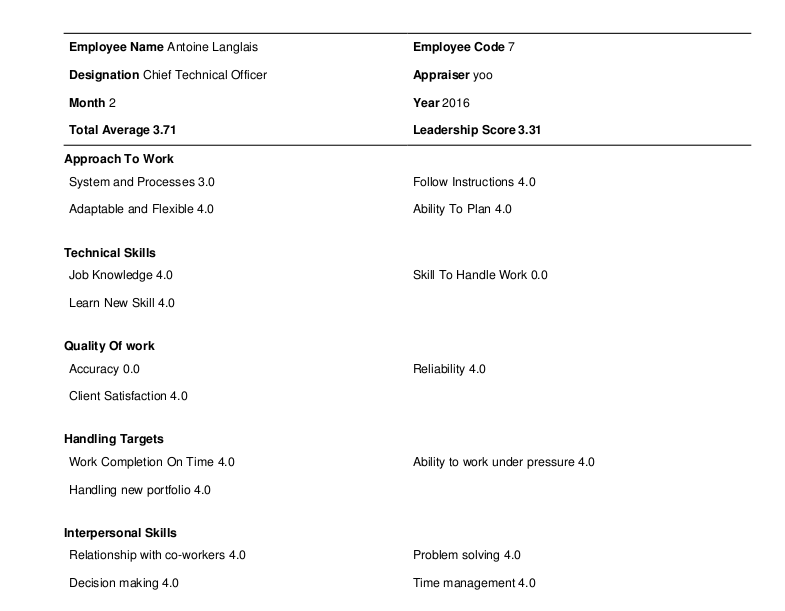 Employee Name Antoine Langlais Employee Code 7
Designation Chief Technical Officer Appraiser yoo
Month 2 Year 2016
Total Average 3.71 Leadership Score 3.31
Approach To Work
System and Processes 3.0 Follow Instructions 4.0
Adaptable and Flexible 4.0 Ability To Plan 4.0
Technical Skills
Job Knowledge 4.0 Skill To Handle Work 0.0
Learn New Skill 4.0
Quality Of work
Accuracy 0.0 Reliability 4.0
Client Satisfaction 4.0
Handling Targets
Work Completion On Time 4.0 Ability to work under pressure 4.0
Handling new portfolio 4.0
Interpersonal Skills
Relationship with co-workers 4.0 Problem solving 4.0
Decision making 4.0 Time management 4.0